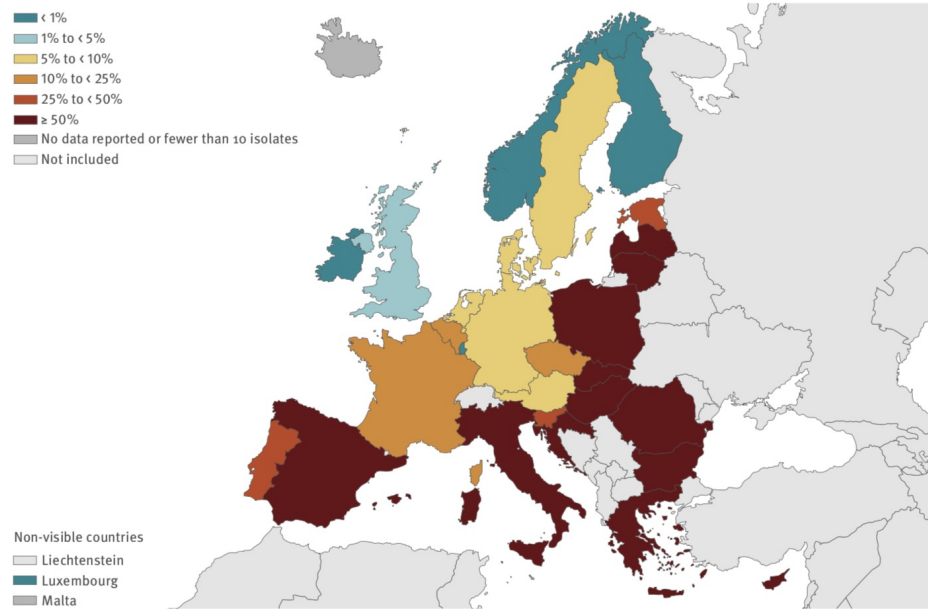 < 1%
1% to < 5%
5% to < 10%
10% to < 25%
25% to < 50%
≥ 50%
No data reported or fewer than 10 isolates
Not included
Non-visible countries
Liechtenstein
Luxembourg
Malta